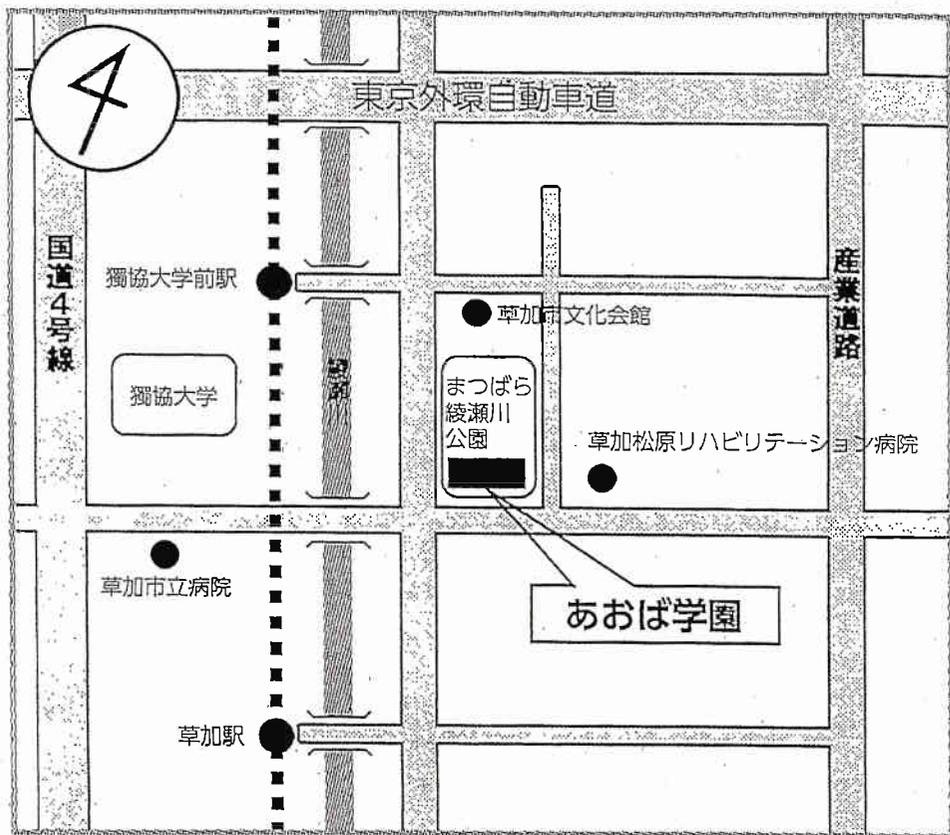 東京外環自動車道
国道4号線
産業道路
獨協大学前駅
草加市文化会館
獨協大学
まつばら
綾瀬川
公園
草加松原リハビリテーション病院
草加市立病院
あおば学園
草加駅